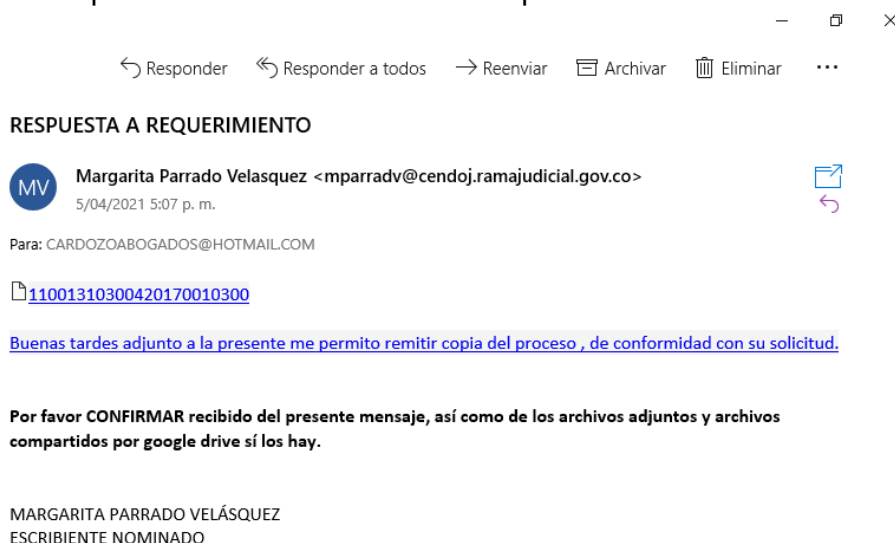 Responder Responder a todos Reenviar Archivar Eliminar ...
RESPUESTA A REQUERIMIENTO
MV
Margarita Parrado Velasquez <mparradv@cendoj.ramajudicial.gov.co>
5/04/2021 5:07 p. m.
Para: CARDOZOABOGADOS@HOTMAIL.COM
11001310300420170010300
Buenas tardes adjunto a la presente me permito remitir copia del proceso , de conformidad con su solicitud.
Por favor CONFIRMAR recibido del presente mensaje, así como de los archivos adjuntos y archivos
compartidos por google drive sí los hay.
MARGARITA PARRADO VELÁSQUEZ
ESCRIBIENTE NOMINADO